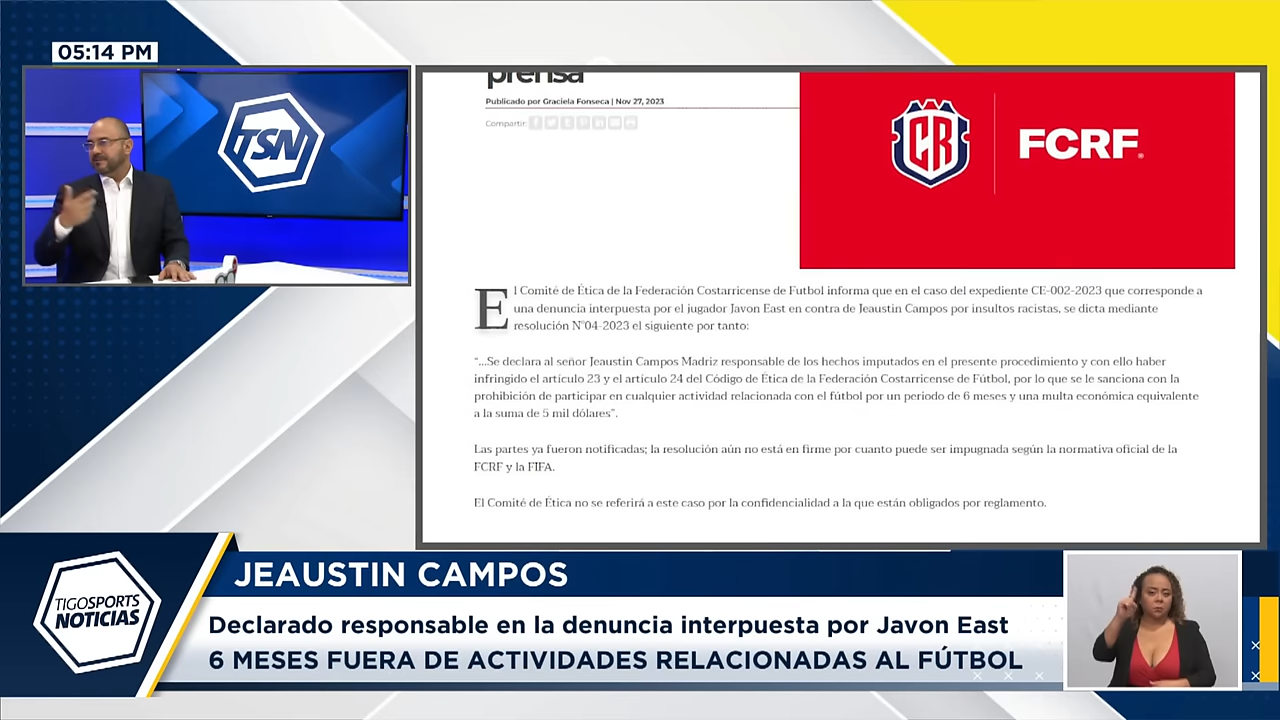 05:14 PM
TSN
prensa
Publicado por Graciela Fonseca | Nov 27, 2023
Compartir:
CR
FCRF
El Comité de Ética de la Federación Costarricense de Futbol informa que en el caso del expediente CE-002-2023 que corresponde a
una denuncia interpuesta por el jugador Javon East en contra de Jeaustin Campos por insultos racistas, se dicta mediante
resolución N°04-2023 el siguiente por tanto:
“...Se declara al señor Jeaustin Campos Madriz responsable de los hechos imputados en el presente procedimiento y con ello haber
infringido el artículo 23 y el artículo 24 del Código de Ética de la Federación Costarricense de Fútbol, por lo que se le sanciona con la
prohibición de participar en cualquier actividad relacionada con el fútbol por un periodo de 6 meses y una multa económica equivalente
a la suma de 5 mil dólares”.
Las partes ya fueron notificadas; la resolución aún no está en firme por cuanto puede ser impugnada según la normativa oficial de la
FCRF y la FIFA.
El Comité de Ética no se referirá a este caso por la confidencialidad a la que están obligados por reglamento.
JEAUSTIN CAMPOS
TIGOSPORTS
NOTICIAS
Declarado responsable en la denuncia interpuesta por Javon East
6 MESES FUERA DE ACTIVIDADES RELACIONADAS AL FÚTBOL